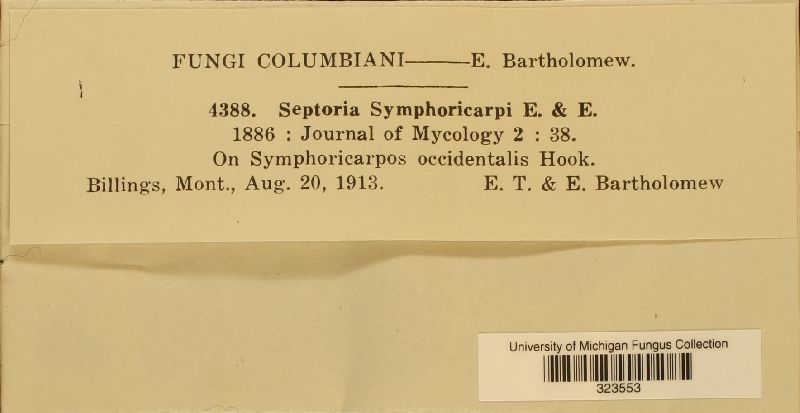 FUNGI COLUMBIANI———E. Bartholomew.
4388. Septoria Symphoricarpi E. & E.
1886 : Journal of Mycology 2 : 38.
On Symphoricarpos occidentalis Hook.
Billings, Mont., Aug. 20, 1913. E. T. & E. Bartholomew
University of Michigan Fungus Collection
323553